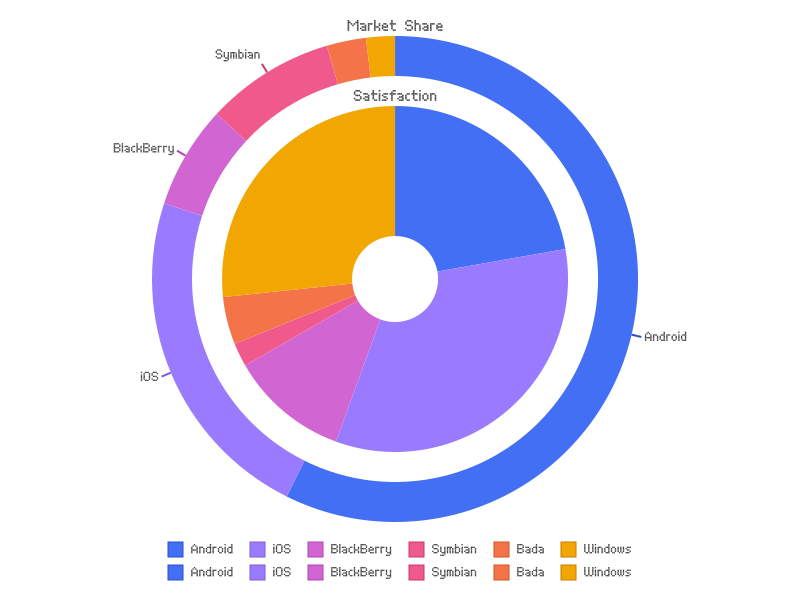 Market Share
Symbian
Satisfaction
BlackBerry
Android
iOS
Android iOS BlackBerry Symbian Bada Windows
Android iOS BlackBerry Symbian Bada Windows